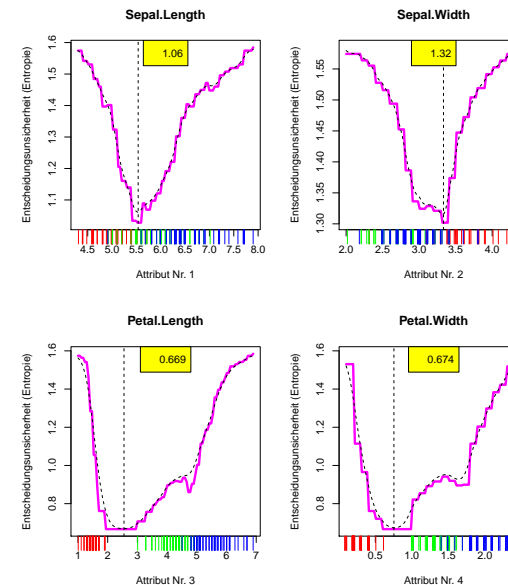 Sepal.Length
Sepal.Width
1.06
1.32
Entscheidungsunsicherheit (Entropie)
1.1 1.2 1.3 1.4 1.5 1.6
4.5 5.0 5.5 6.0 6.5 7.0 7.5 8.0
Attribut Nr. 1
Entscheidungsunsicherheit (Entropie)
1.30 1.35 1.40 1.45 1.50 1.55
2.0 2.5 3.0 3.5 4.0
Attribut Nr. 2
Petal.Length
Petal.Width
0.669
0.674
Entscheidungsunsicherheit (Entropie)
0.8 1.0 1.2 1.4 1.6
1 2 3 4 5 6 7
Attribut Nr. 3
Entscheidungsunsicherheit (Entropie)
0.8 1.0 1.2 1.4 1.6
0.5 1.0 1.5 2.0
Attribut Nr. 4